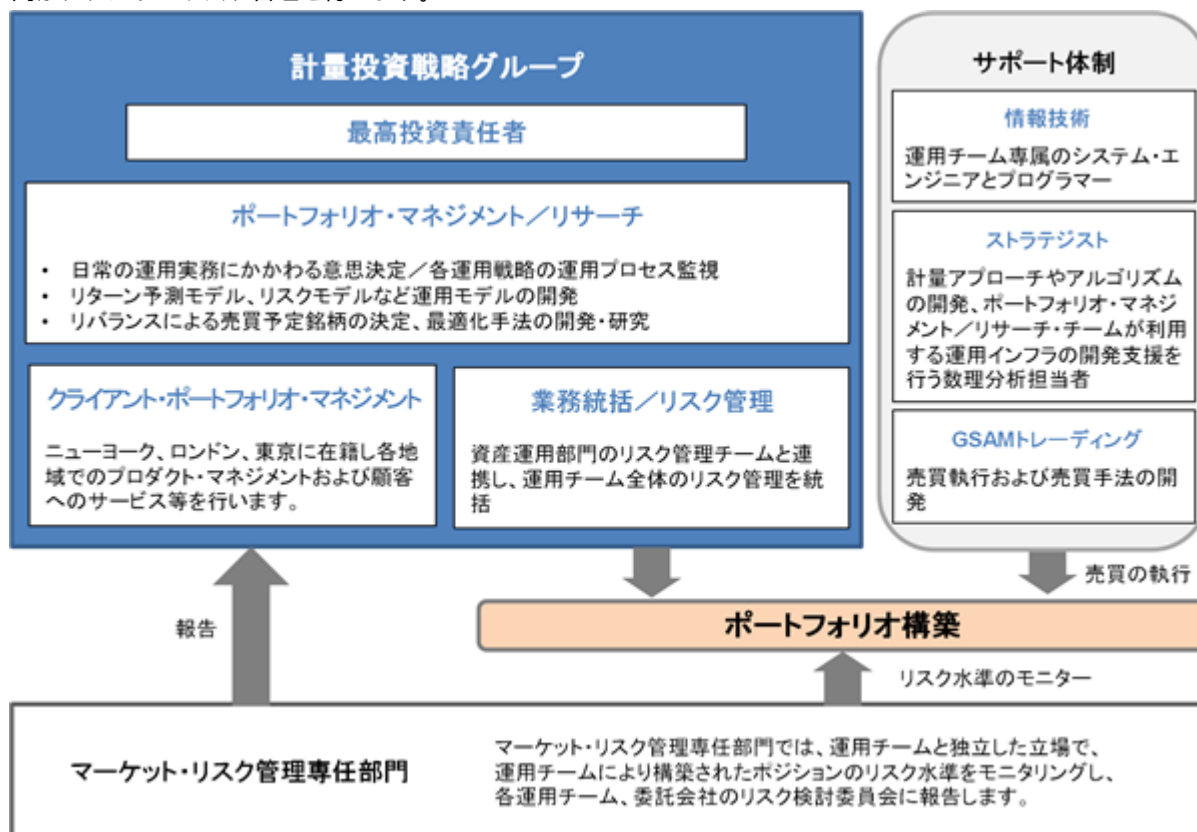 計量投資戦略グループ
最高投資責任者
ポートフォリオ・マネジメント／リサーチ
• 日常の運用実務にかかわる意思決定／各運用戦略の運用プロセス監視
• リターン予測モデル、リスクモデルなど運用モデルの開発
• リバランスによる売買予定銘柄の決定、最適化手法の開発・研究
クライアント・ポートフォリオ・マネジメント
ニューヨーク、ロンドン、東京に在籍し各地
域でのプロダクト・マネジメントおよび顧客
へのサービス等を行います。
業務統括／リスク管理
資産運用部門のリスク管理チームと連
携し、運用チーム全体のリスク管理を統
括
サポート体制
情報技術
運用チーム専属のシステム・エ
ンジニアとプログラマー
ストラテジスト
計量アプローチやアルゴリズム
の開発、ポートフォリオ・マネジ
メント／リサーチ・チームが利用
する運用インフラの開発支援を
行う数理分析担当者
GSAMトレーディング
売買執行および売買手法の開
発
売買の執行
報告
ポートフォリオ構築
リスク水準のモニター
マーケット・リスク管理専任部門
マーケット・リスク管理専任部門では、運用チームと独立した立場で、
運用チームにより構築されたポジションのリスク水準をモニタリングし、
各運用チーム、委託会社のリスク検討委員会に報告します。